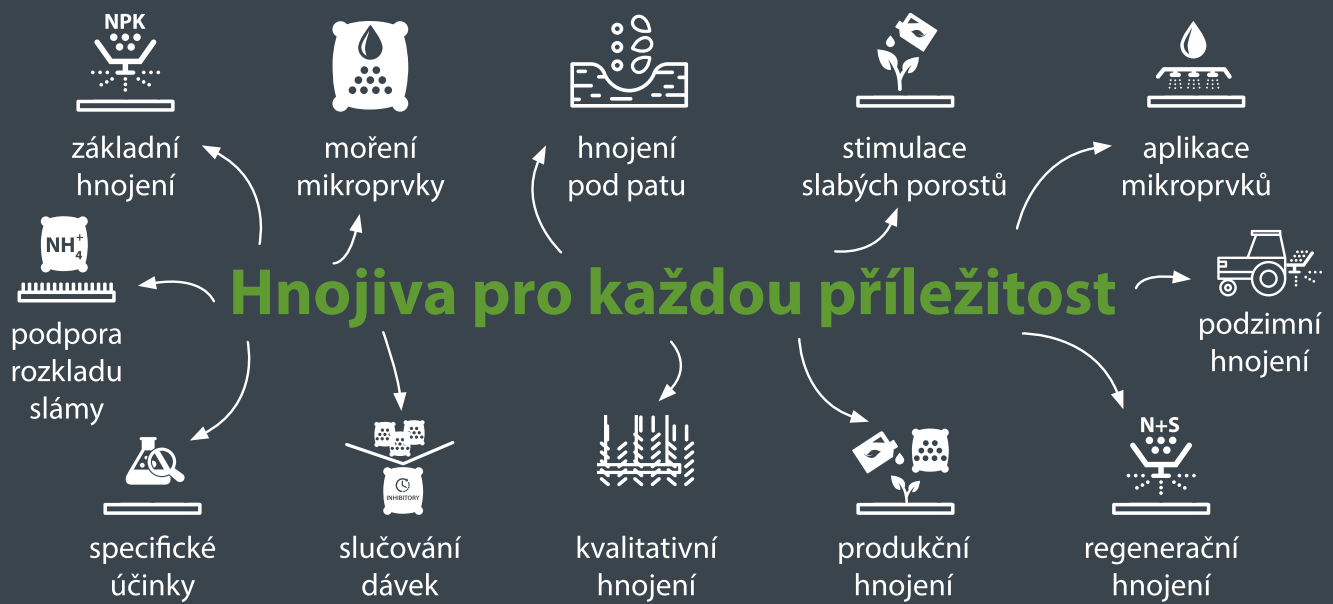 NPK
základní
hnojení
moření
mikroprvky
hnojení
pod patu
stimulace
slabých porostů
aplikace
mikroprvků
NH4+
podpora
rozkladu
slámy
Hnojiva pro každou příležitost
podzimní
hnojení
specifické
účinky
INHIBITORY
slučování
dávek
kvalitativní
hnojení
produkční
hnojení
N+S
regenerační
hnojení